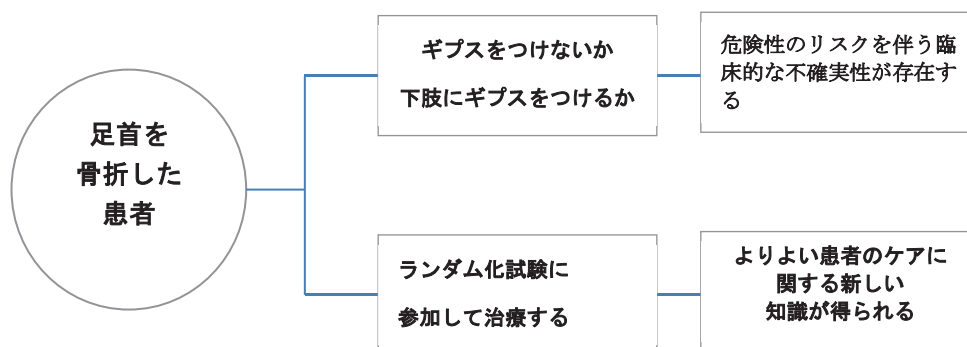 足首を
骨折した
患者
ギプスをつけないか
下肢にギプスをつけるか
危険性のリスクを伴う臨
床的な不確実性が存在す
る
ランダム化試験に
参加して治療する
よりよい患者のケアに
関する新しい
知識が得られる